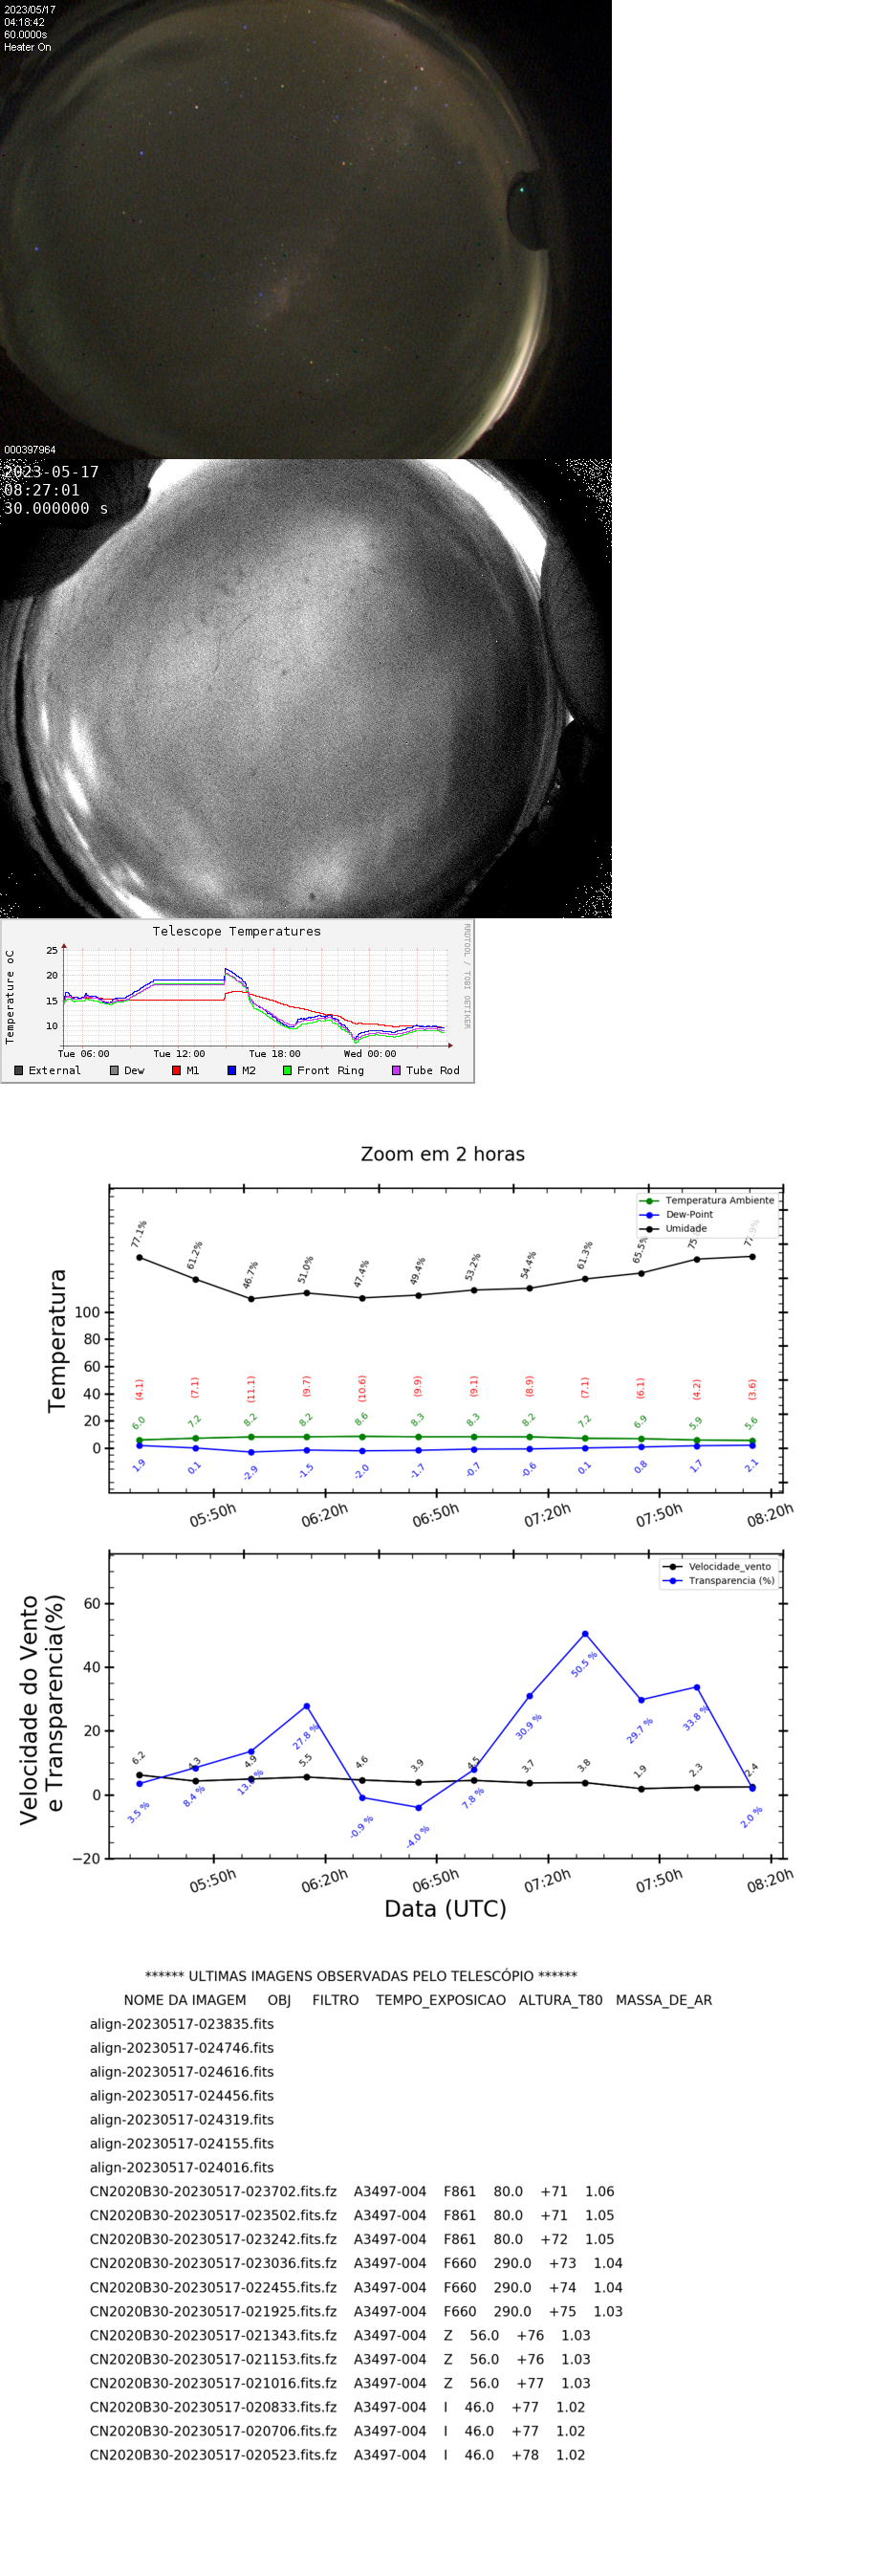 2023/05/17
04:18:42
60.0000s
Heater On
000397964
2023-05-17
08:27:01
30.000000 s
Telescope Temperatures
RRDTOOL / TOBI OETIKER
Temperature oC
25
20
15
10
Tue 06:00 Tue 12:00 Tue 18:00 Wed 00:00
External Dew M1 M2 Front Ring Tube Rod
Zoom em 2 horas
Temperatura Ambiente
Dew-Point
Umidade
77.1% 61.2% 46.7% 51.0% 47.4% 49.4% 53.2% 54.4% 61.3% 65.5%
Temperatura
100
80
60
40
20
0
(4.1) (7.1) (11.1) (9.7) (10.6) (9.9) (9.1) (8.9) (7.1) (6.1) (4.2) (3.6)
6.0 7.2 8.2 8.2 8.6 8.3 8.3 8.2 7.2 6.9 5.9 5.6
1.9 0.1 -2.9 -1.5 -2.0 -1.7 -0.7 -0.6 0.1 0.8 1.7 2.1
05:50h 06:20h 06:50h 07:20h 07:50h 08:20h
Velocidade_vento
Transparencia (%)
Velocidade do Vento
e Transparencia(%)
60
40
20
0
−20
6.2 4.3 4.9 5.5 4.6 3.9 4.5 3.7 3.8 1.9 2.3 2.4
3.5 % 8.4 % 27.8 % -0.9 % -4.0 % 7.8 % 30.9 % 50.5 % 29.7 % 33.8 % 2.0 %
05:50h 06:20h 06:50h 07:20h 07:50h 08:20h
Data (UTC)
****** ULTIMAS IMAGENS OBSERVADAS PELO TELESCÓPIO ******
NOME DA IMAGEM OBJ FILTRO TEMPO_EXPOSICAO ALTURA_T80 MASSA_DE_AR
align-20230517-023835.fits
align-20230517-024746.fits
align-20230517-024616.fits
align-20230517-024456.fits
align-20230517-024319.fits
align-20230517-024155.fits
align-20230517-024016.fits
CN2020B30-20230517-023702.fits.fz A3497-004 F861 80.0 +71 1.06
CN2020B30-20230517-023502.fits.fz A3497-004 F861 80.0 +71 1.05
CN2020B30-20230517-023242.fits.fz A3497-004 F861 80.0 +72 1.05
CN2020B30-20230517-023036.fits.fz A3497-004 F660 290.0 +73 1.04
CN2020B30-20230517-022455.fits.fz A3497-004 F660 290.0 +74 1.04
CN2020B30-20230517-021925.fits.fz A3497-004 F660 290.0 +75 1.03
CN2020B30-20230517-021343.fits.fz A3497-004 Z 56.0 +76 1.03
CN2020B30-20230517-021153.fits.fz A3497-004 Z 56.0 +76 1.03
CN2020B30-20230517-021016.fits.fz A3497-004 Z 56.0 +77 1.03
CN2020B30-20230517-020833.fits.fz A3497-004 I 46.0 +77 1.02
CN2020B30-20230517-020706.fits.fz A3497-004 I 46.0 +77 1.02
CN2020B30-20230517-020523.fits.fz A3497-004 I 46.0 +78 1.02